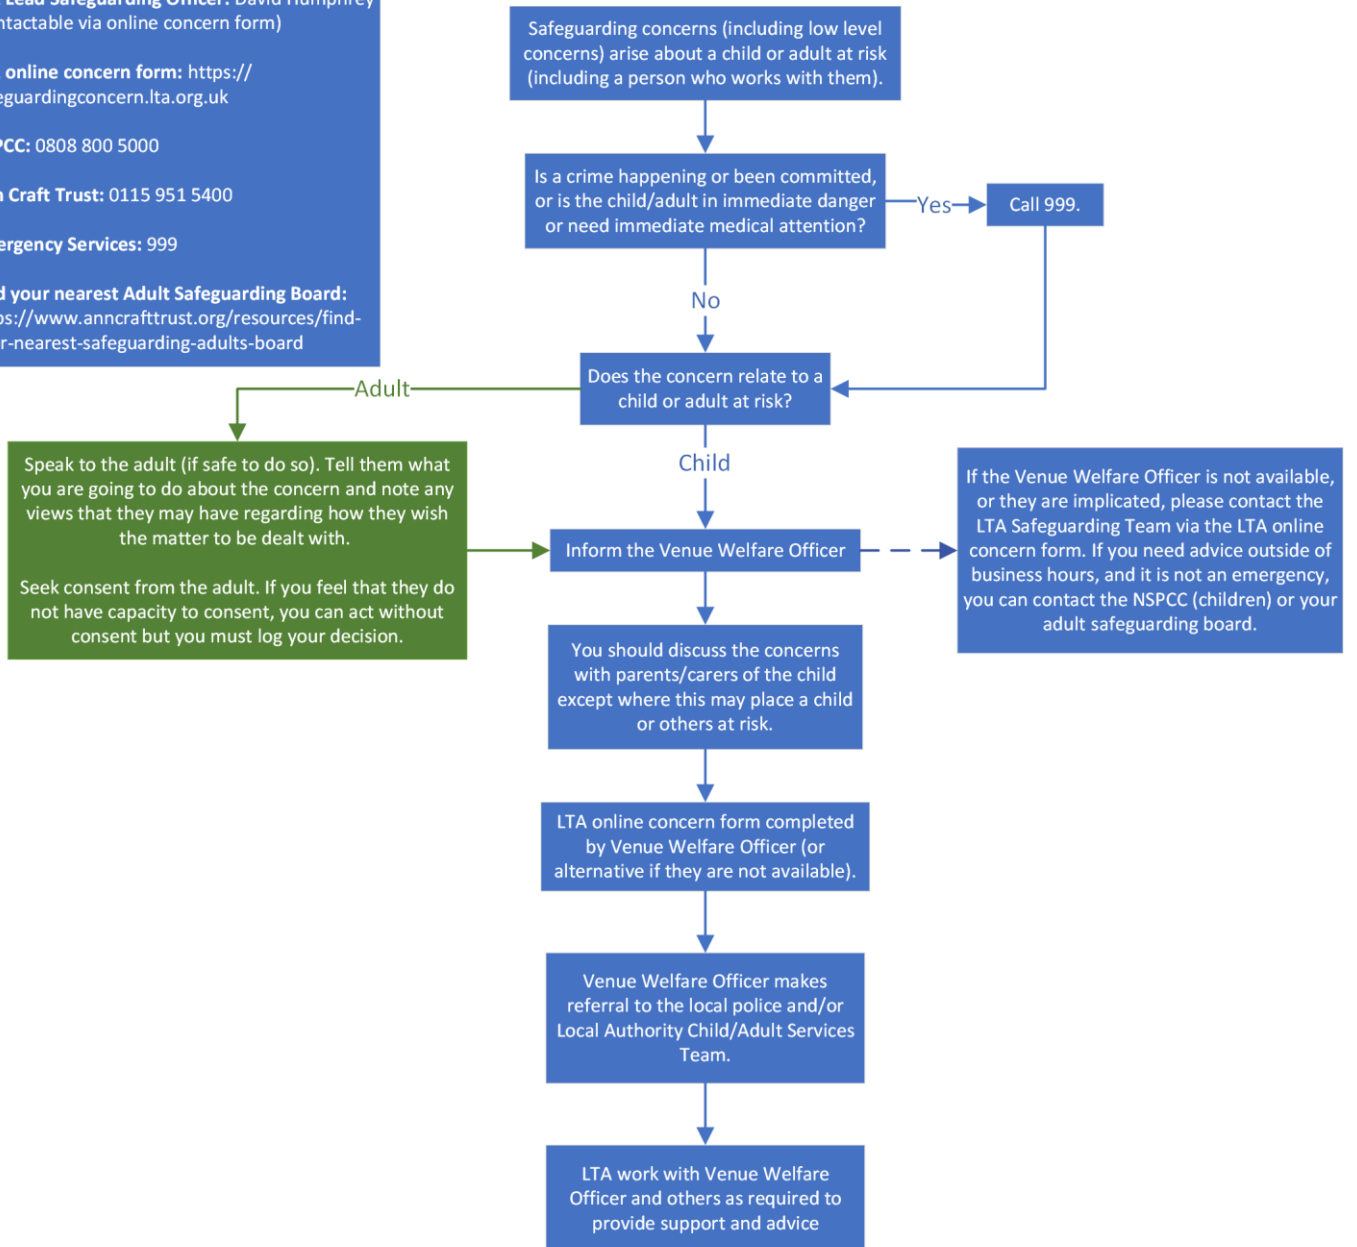 Lead Safeguarding Officer: David Humphrey
ntactable via online concern form)
online concern form: https://
eguardingconcern.lta.org.uk
PCC: 0808 800 5000
n Craft Trust: 0115 951 5400
ergency Services: 999
d your nearest Adult Safeguarding Board:
ps://www.anncrafttrust.org/resources/find-
r-nearest-safeguarding-adults-board
Safeguarding concerns (including low level
concerns) arise about a child or adult at risk
(including a person who works with them).
Is a crime happening or been committed,
or is the child/adult in immediate danger
or need immediate medical attention?
Yes
Call 999.
No
Does the concern relate to a
child or adult at risk?
Adult
Speak to the adult (if safe to do so). Tell them what
you are going to do about the concern and note any
views that they may have regarding how they wish
the matter to be dealt with.
Seek consent from the adult. If you feel that they do
not have capacity to consent, you can act without
consent but you must log your decision.
Child
Inform the Venue Welfare Officer
If the Venue Welfare Officer is not available,
or they are implicated, please contact the
LTA Safeguarding Team via the LTA online
concern form. If you need advice outside of
business hours, and it is not an emergency,
you can contact the NSPCC (children) or your
adult safeguarding board.
You should discuss the concerns
with parents/carers of the child
except where this may place a child
or others at risk.
LTA online concern form completed
by Venue Welfare Officer (or
alternative if they are not available).
Venue Welfare Officer makes
referral to the local police and/or
Local Authority Child/Adult Services
Team.
LTA work with Venue Welfare
Officer and others as required to
provide support and advice